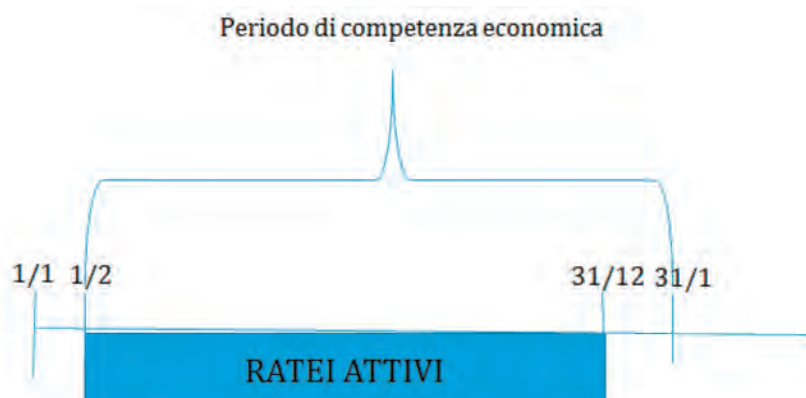 Periodo di competenza economica
1/1 1/2 31/12 31/1
RATEI ATTIVI